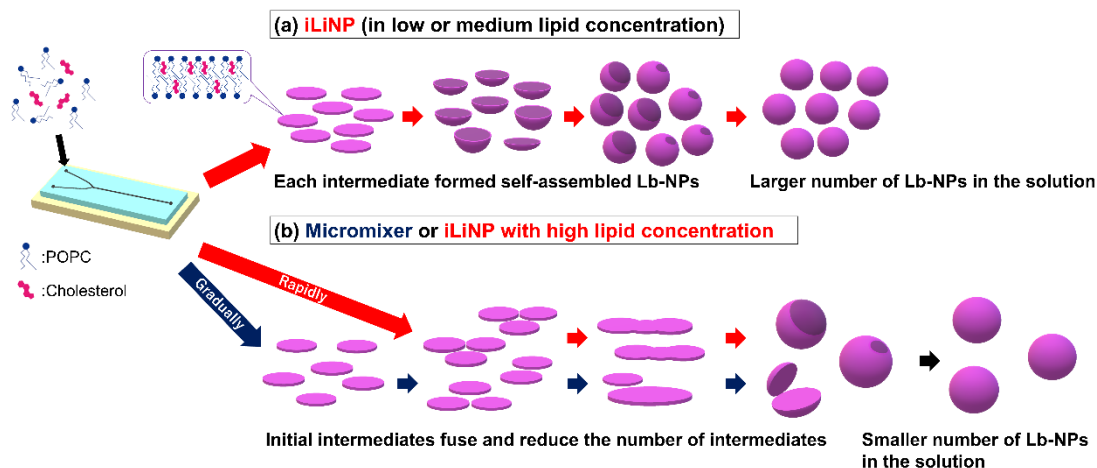 (a) iLiNP (in low or medium lipid concentration)
Each intermediate formed self-assembled Lb-NPs
Larger number of Lb-NPs in the solution
(b) Micromixer or iLiNP with high lipid concentration
:POPC
:Cholesterol
Gradually
Rapidly
Initial intermediates fuse and reduce the number of intermediates
Smaller number of Lb-NPs
in the solution